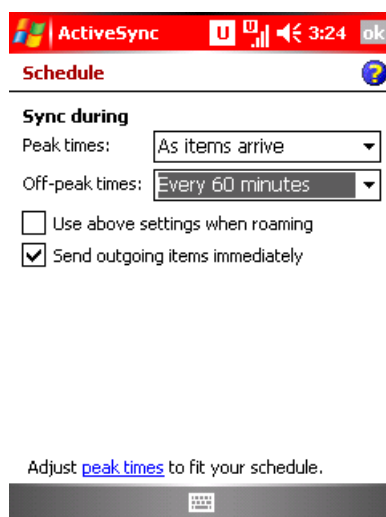 ActiveSync U U 3:24 ok
Schedule ?
Sync during
Peak times: As items arrive
Off-peak times: Every 60 minutes
Use above settings when roaming
Send outgoing items immediately
Adjust peak times to fit your schedule.